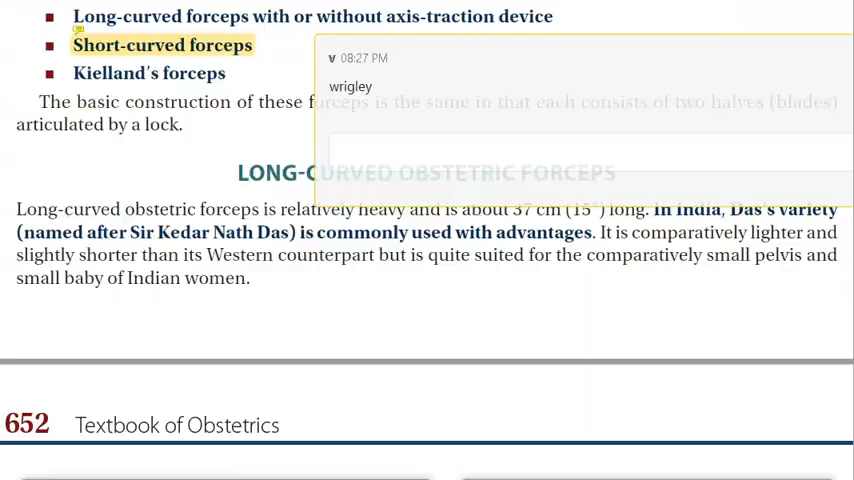 Long-curved forceps with or without axis-traction device
Short-curved forceps
Kielland's forceps
v 08:27 PM
wrigley
The basic construction of these forceps is the same in that each consists of two halves (blades)
articulated by a lock.
LONG-CURVED OBSTETRIC FORCEPS
Long-curved obstetric forceps is relatively heavy and is about 37 cm (15") long. In India, Das's variety
(named after Sir Kedar Nath Das) is commonly used with advantages. It is comparatively lighter and
slightly shorter than its Western counterpart but is quite suited for the comparatively small pelvis and
small baby of Indian women.
652 Textbook of Obstetrics